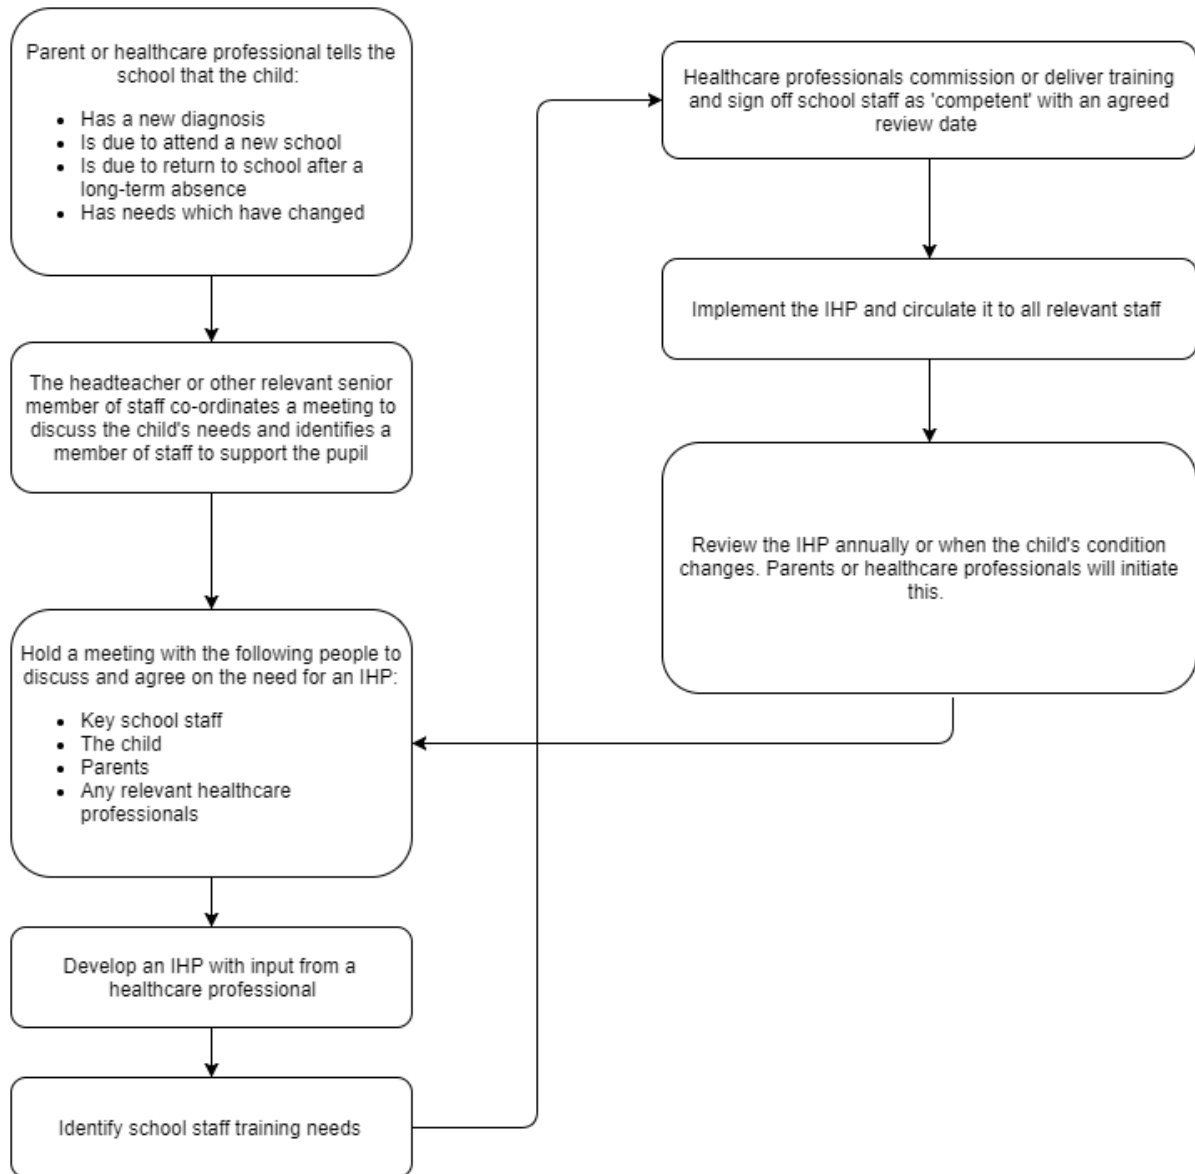 Parent or healthcare professional tells the
school that the child:
• Has a new diagnosis
• Is due to attend a new school
• Is due to return to school after a
long-term absence
• Has needs which have changed
The headteacher or other relevant senior
member of staff co-ordinates a meeting to
discuss the child's needs and identifies a
member of staff to support the pupil
Hold a meeting with the following people to
discuss and agree on the need for an IHP:
• Key school staff
• The child
• Parents
• Any relevant healthcare
professionals
Develop an IHP with input from a
healthcare professional
Identify school staff training needs
Healthcare professionals commission or deliver training
and sign off school staff as 'competent' with an agreed
review date
Implement the IHP and circulate it to all relevant staff
Review the IHP annually or when the child's condition
changes. Parents or healthcare professionals will initiate
this.